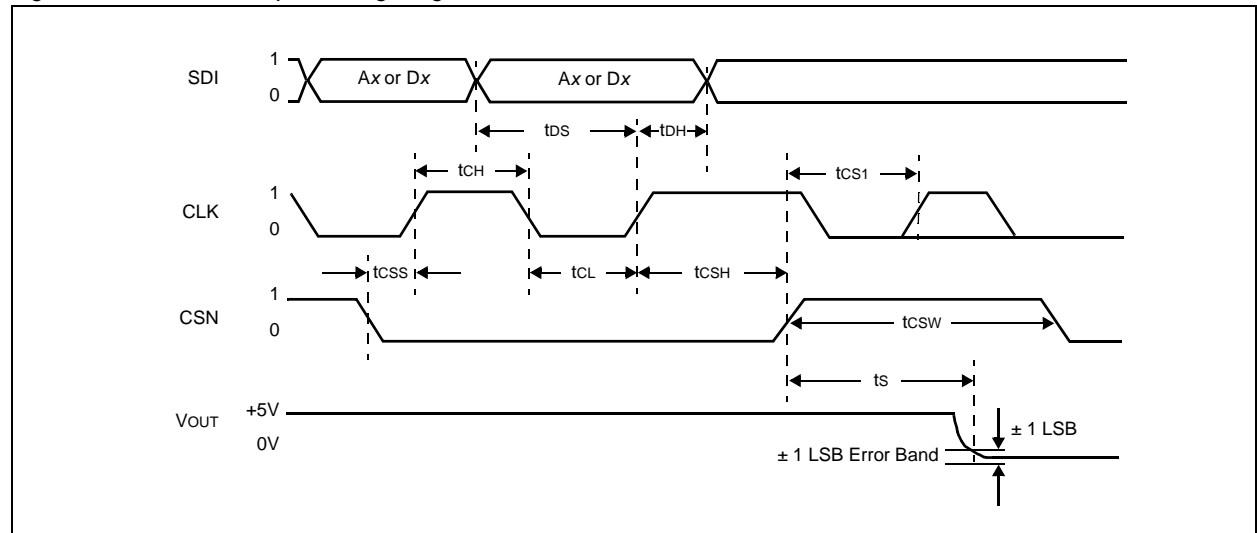 SDI
1
0
Ax or Dx
Ax or Dx
tDS
tDH
tCH
tCS1
CLK
1
0
tCSS
tCL
tCSH
CSN
1
0
tCSW
tS
VOUT
+5V
0V
± 1 LSB
± 1 LSB Error Band